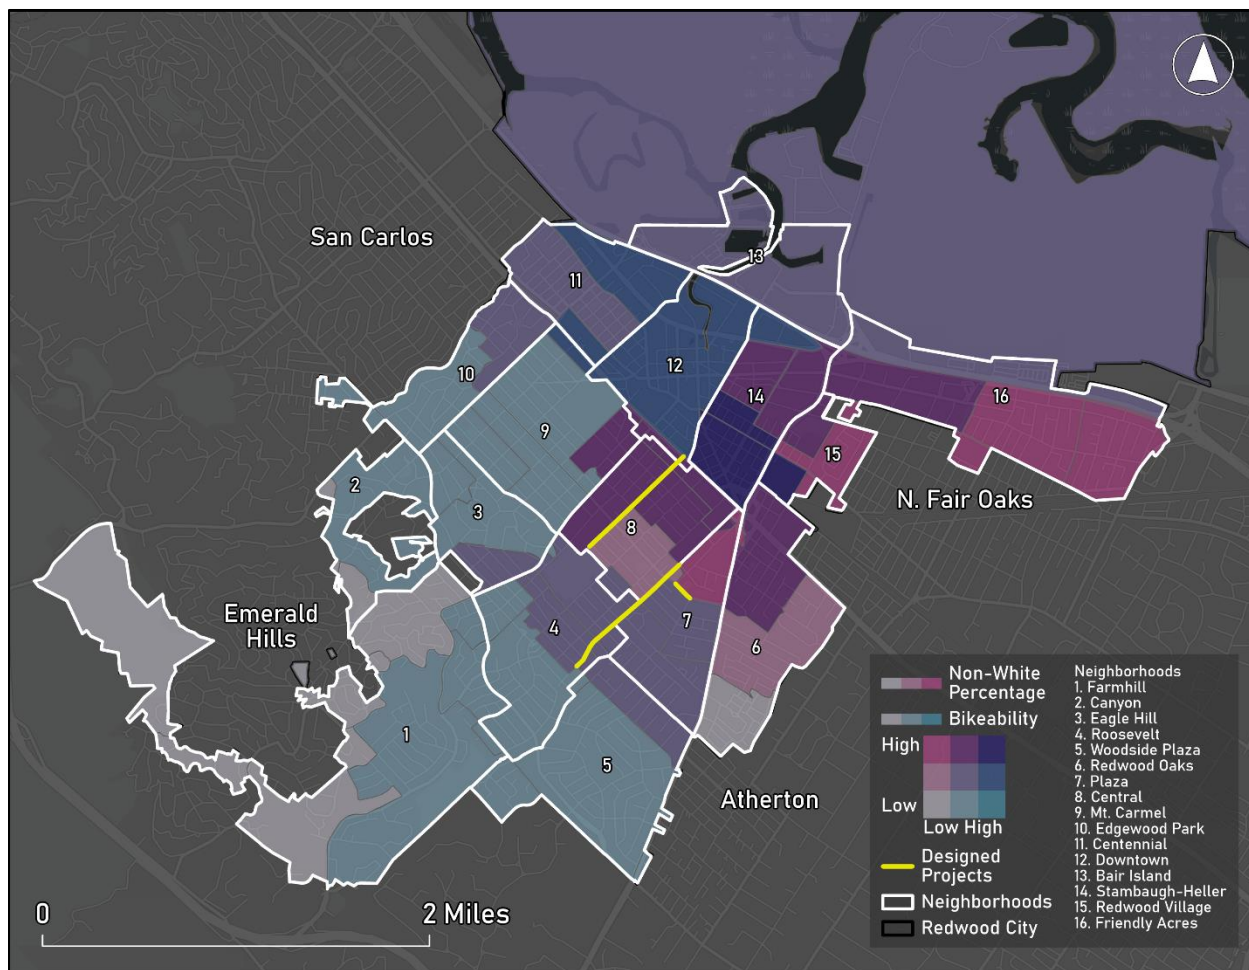 San Carlos
13
11
12
10
14
16
9
15
2
N. Fair Oaks
3
8
Emerald
Hills
4
7
6
1
5
Atherton
0
2 Miles
Non-White
Percentage
Bikeability
High
Low
Low High
Designed
Projects
Neighborhoods
Redwood City
Neighborhoods
1. Farmhill
2. Canyon
3. Eagle Hill
4. Roosevelt
5. Woodside Plaza
6. Redwood Oaks
7. Plaza
8. Central
9. Mt. Carmel
10. Edgewood Park
11. Centennial
12. Downtown
13. Bair Island
14. Stambaugh-Heller
15. Redwood Village
16. Friendly Acres